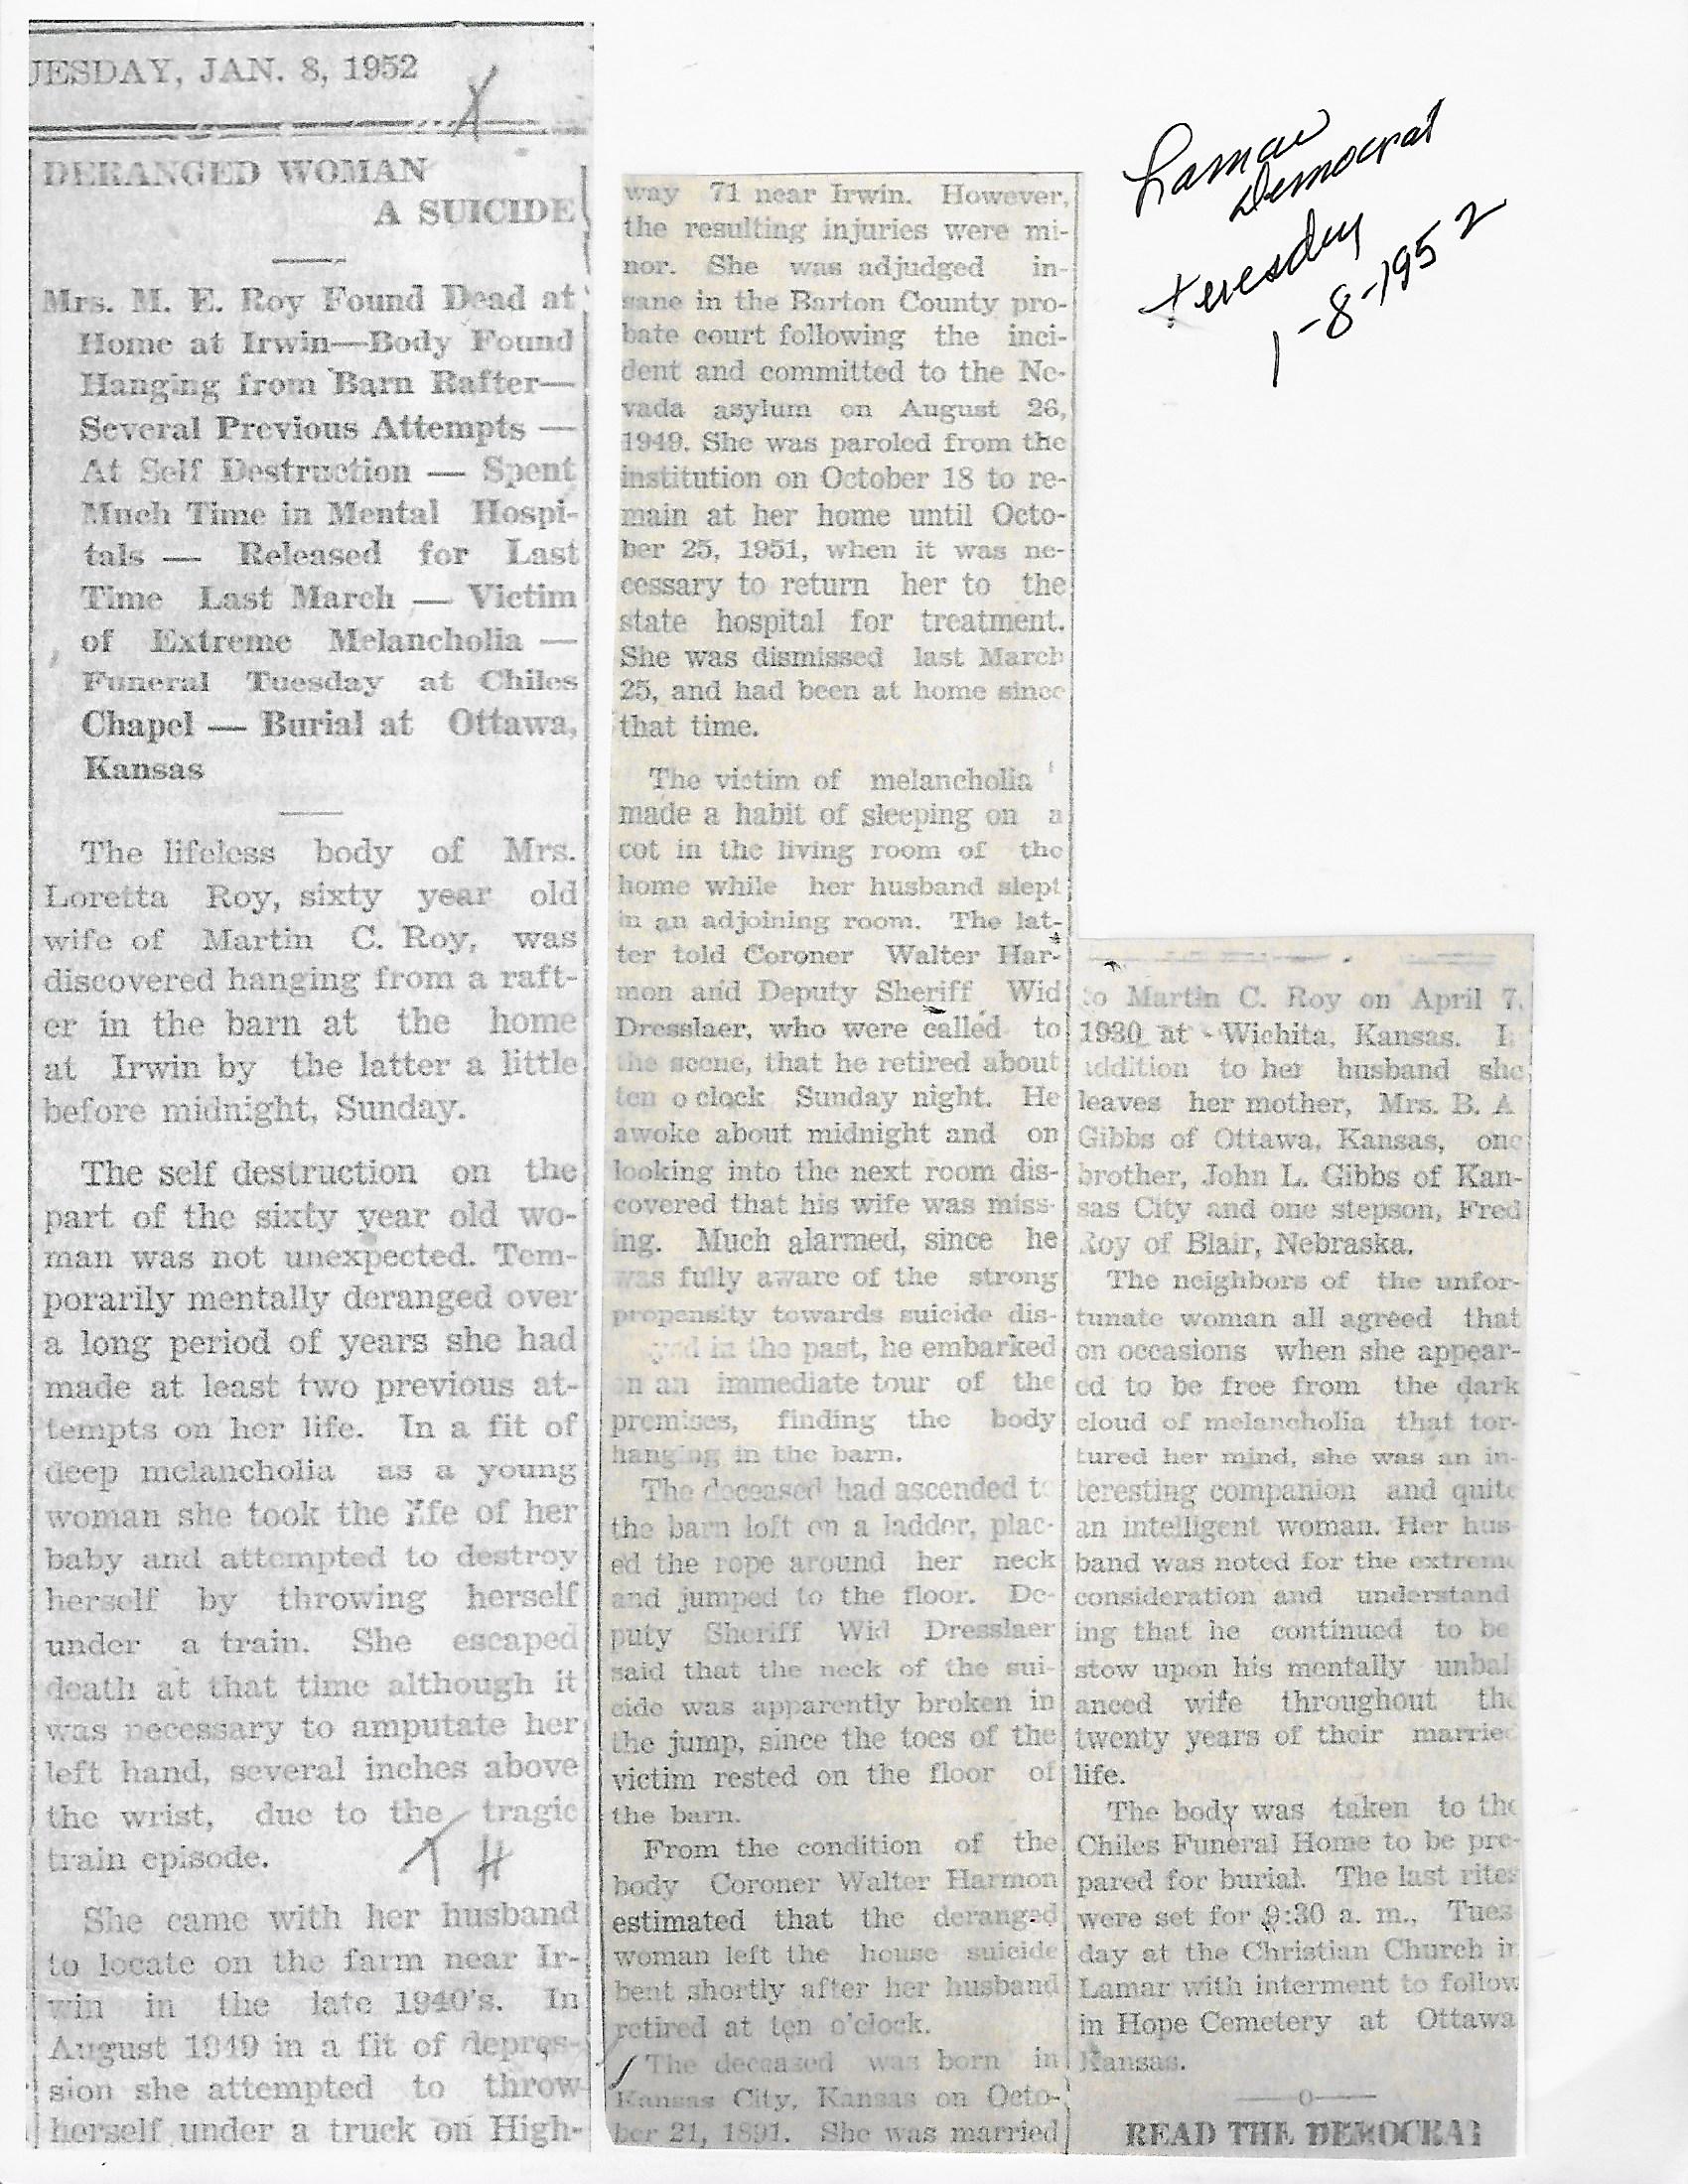 UESDAY, JAN. 8, 1952
X
DERANGED WOMAN
A SUICIDE
Mrs. M. E. Roy Found Dead at
Home at Irwin—Body Found
Hanging from Barn Rafter—
Several Previous Attempts —
At Self Destruction — Spent
Much Time in Mental Hospi-
tals — Released for Last
Time Last March — Victim
of Extreme Melancholia —
Funeral Tuesday at Chiles
Chapel — Burial at Ottawa,
Kansas
The lifeless body of Mrs.
Loretta Roy, sixty year old
wife of Martin C. Roy, was
discovered hanging from a raft-
er in the barn at the home
at Irwin by the latter a little
before midnight, Sunday.
The self destruction on the
part of the sixty year old wo-
man was not unexpected. Tem-
porarily mentally deranged over
a long period of years she had
made at least two previous at-
tempts on her life. In a fit of
deep melancholia as a young
woman she took the life of her
baby and attempted to destroy
herself by throwing herself
under a train. She escaped
death at that time although it
was necessary to amputate her
left hand, several inches above
the wrist, due to the tragic
train episode.
She came with her husband
to locate on the farm near Ir-
win in the late 1940's. In
August 1949 in a fit of depres-
sion she attempted to throw
herself under a truck on High-
way 71 near Irwin. However,
the resulting injuries were mi-
nor. She was adjudged in-
sane in the Barton County pro-
bate court following the inci-
dent and committed to the Ne-
vada asylum on August 26,
1949. She was paroled from the
institution on October 18 to re-
main at her home until Octo-
ber 25, 1951, when it was ne-
cessary to return her to the
state hospital for treatment.
She was dismissed last March
25, and had been at home since
that time.
The victim of melancholia
made a habit of sleeping on a
cot in the living room of the
home while her husband slept
in an adjoining room. The lat-
ter told Coroner Walter Har-
mon and Deputy Sheriff Wid
Dresslaer, who were called to
the scene, that he retired about
ten o clock Sunday night. He
awoke about midnight and on
looking into the next room dis-
covered that his wife was miss-
ing. Much alarmed, since he
was fully aware of the strong
propensity towards suicide dis-
yed in the past, he embarked
on an immediate tour of the
premises, finding the body
hanging in the barn.
The deceased had ascended to
the barn loft on a ladder, plac-
ed the rope around her neck
and jumped to the floor. De-
puty Sheriff Wid Dresslaer
said that the neck of the sui-
cide was apparently broken in
the jump, since the toes of the
victim rested on the floor of
the barn.
From the condition of the
body Coroner Walter Harmon
estimated that the deranged
woman left the house suicide
bent shortly after her husband
retired at ten o'clock.
The deceased was born in
Kansas City, Kansas on Octo-
ber 21, 1891. She was married
to Martin C. Roy on April 7,
1930 at Wichita, Kansas. I
addition to her husband she
leaves her mother, Mrs. B. A
Gibbs of Ottawa, Kansas, one
brother, John L. Gibbs of Kan-
sas City and one stepson, Fred
Roy of Blair, Nebraska.
The neighbors of the unfor-
tunate woman all agreed that
on occasions when she appear-
ed to be free from the dark
cloud of melancholia that tor-
tured her mind, she was an in-
teresting companion and quite
an intelligent woman. Her hus-
band was noted for the extreme
consideration and understand
ing that he continued to be
stow upon his mentally unbal
anced wife throughout the
twenty years of their married
life.
The body was taken to the
Chiles Funeral Home to be pre-
pared for burial. The last rites
were set for 9:30 a. m., Tues
day at the Christian Church in
Lamar with interment to follow
in Hope Cemetery at Ottawa
Kansas.
—o—
READ THE DEMOCRAT
Lamar
Democrat
Tuesday
1-8-1952